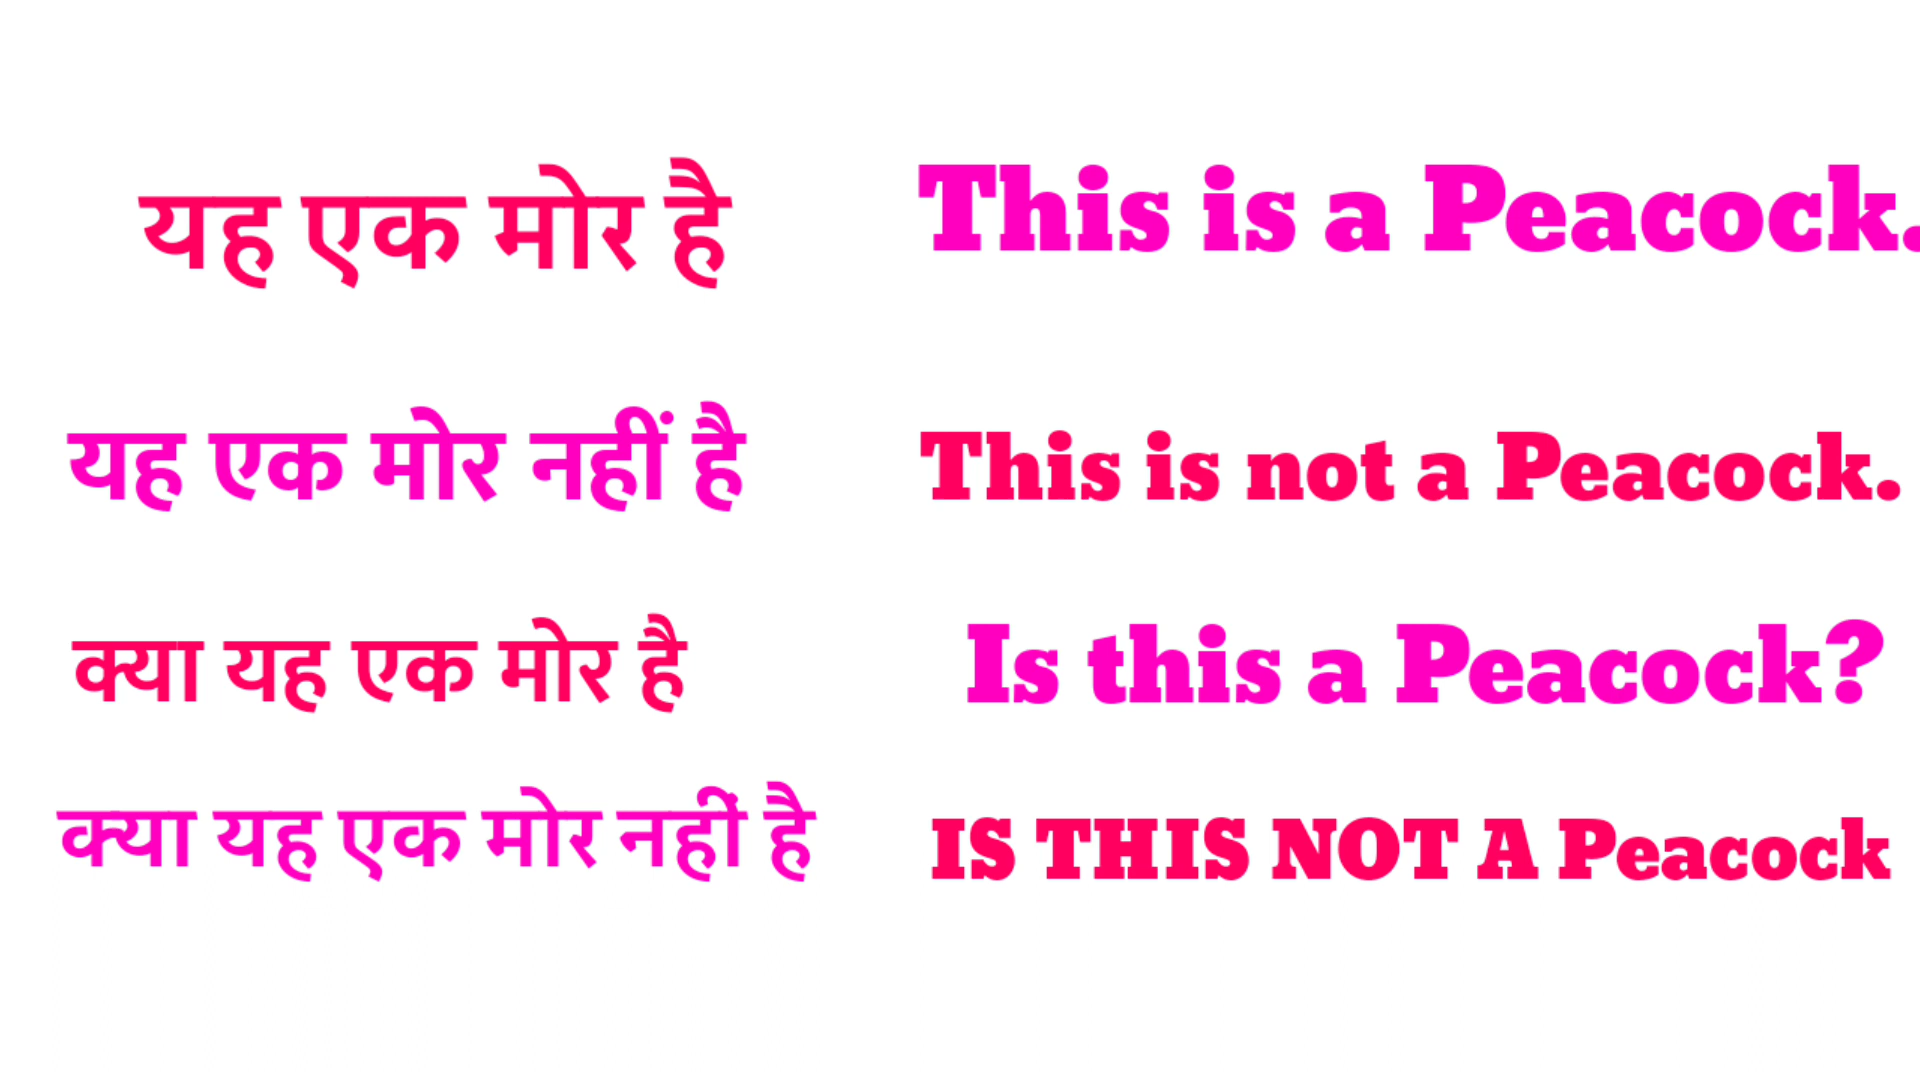 यह एक मोर है This is a Peacock.
यह एक मोर नहीं है This is not a Peacock.
क्या यह एक मोर है Is this a Peacock?
क्या यह एक मोर नहीं है IS THIS NOT A Peacock